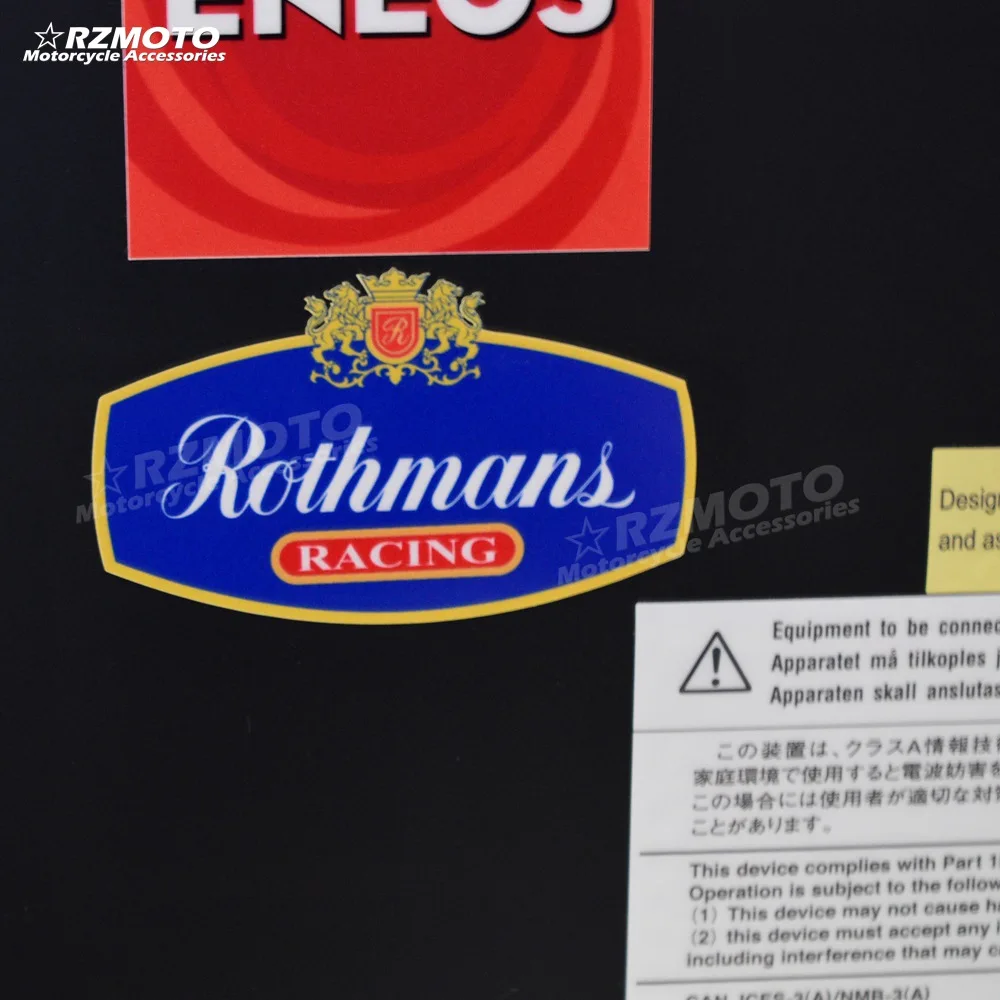 ENEOS
☆RZMOTO
Motorcycle Accessories
R
Rothmans
RACING
☆RZMOTO
Motorcycle Accessories
☆RZMOTO
Motorcycle Accessories
and
Equipment to be
Apparatet må tilkoples
Apparaten skall anslutas
この装置は、クラスA情報技
家庭環境で使用すると電波妨害を
この場合には使用者が適切な対
ことがあります。
This device complies with Part
Operation is subject to the
(1) This device may not cause
(2) this device must accept any
including interference that may
CAN ICES-3(A)/NMB-3(A)